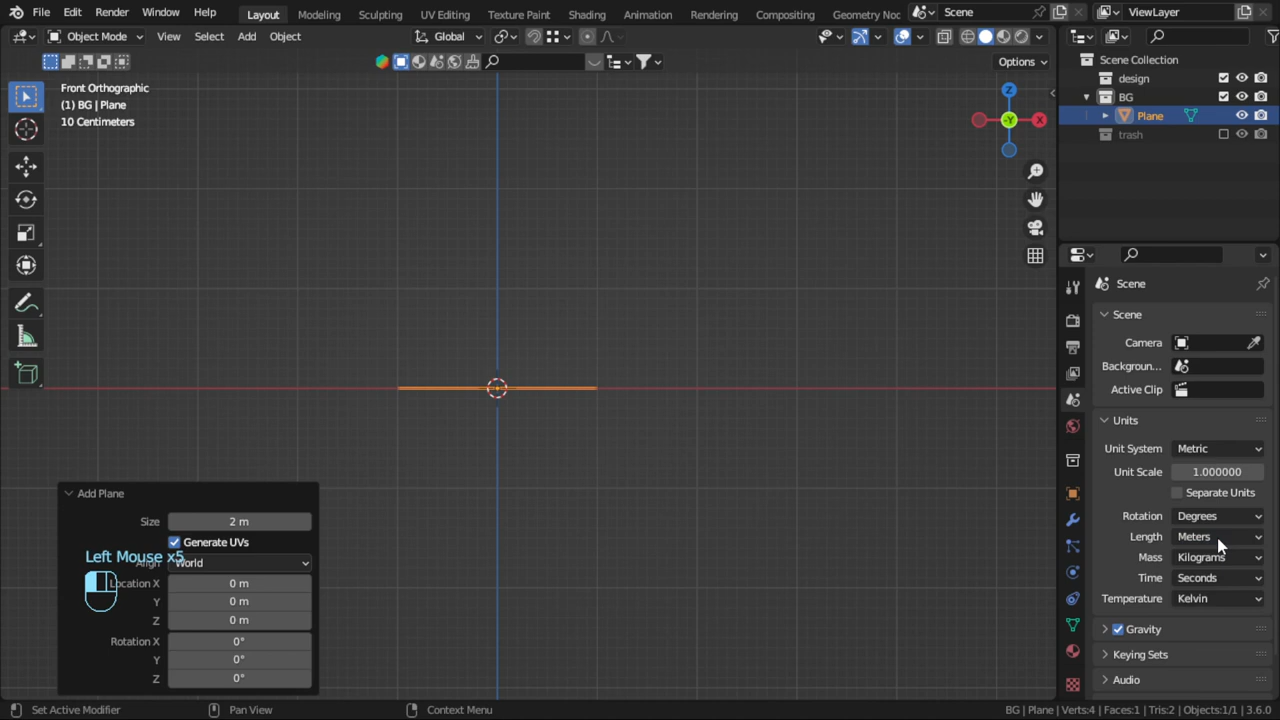 File Edit Render Window Help Layout Modeling Sculpting UV Editing Texture Paint Shading Animation Rendering Compositing Geometry Noc Scene ViewLayer
Object Mode View Select Add Object Global
Options
Front Orthographic
(1) BG | Plane
10 Centimeters
Z
-Y
X
Scene Collection
design
BG
Plane
trash
Scene
Scene
Camera
Backgroun...
Active Clip
Units
Unit System Metric
Unit Scale 1.000000
Separate Units
Rotation Degrees
Length Meters
Mass Kilograms
Time Seconds
Temperature Kelvin
Gravity
Keying Sets
Audio
Add Plane
Size 2 m
Generate UVs
Left Mouse x5
Align World
Location X 0 m
Y 0 m
Z 0 m
Rotation X 0°
Y 0°
Z 0°
Set Active Modifier Pan View Context Menu BG | Plane | Verts:4 | Faces:1 | Tris:2 | Objects:1/1 | 3.6.0